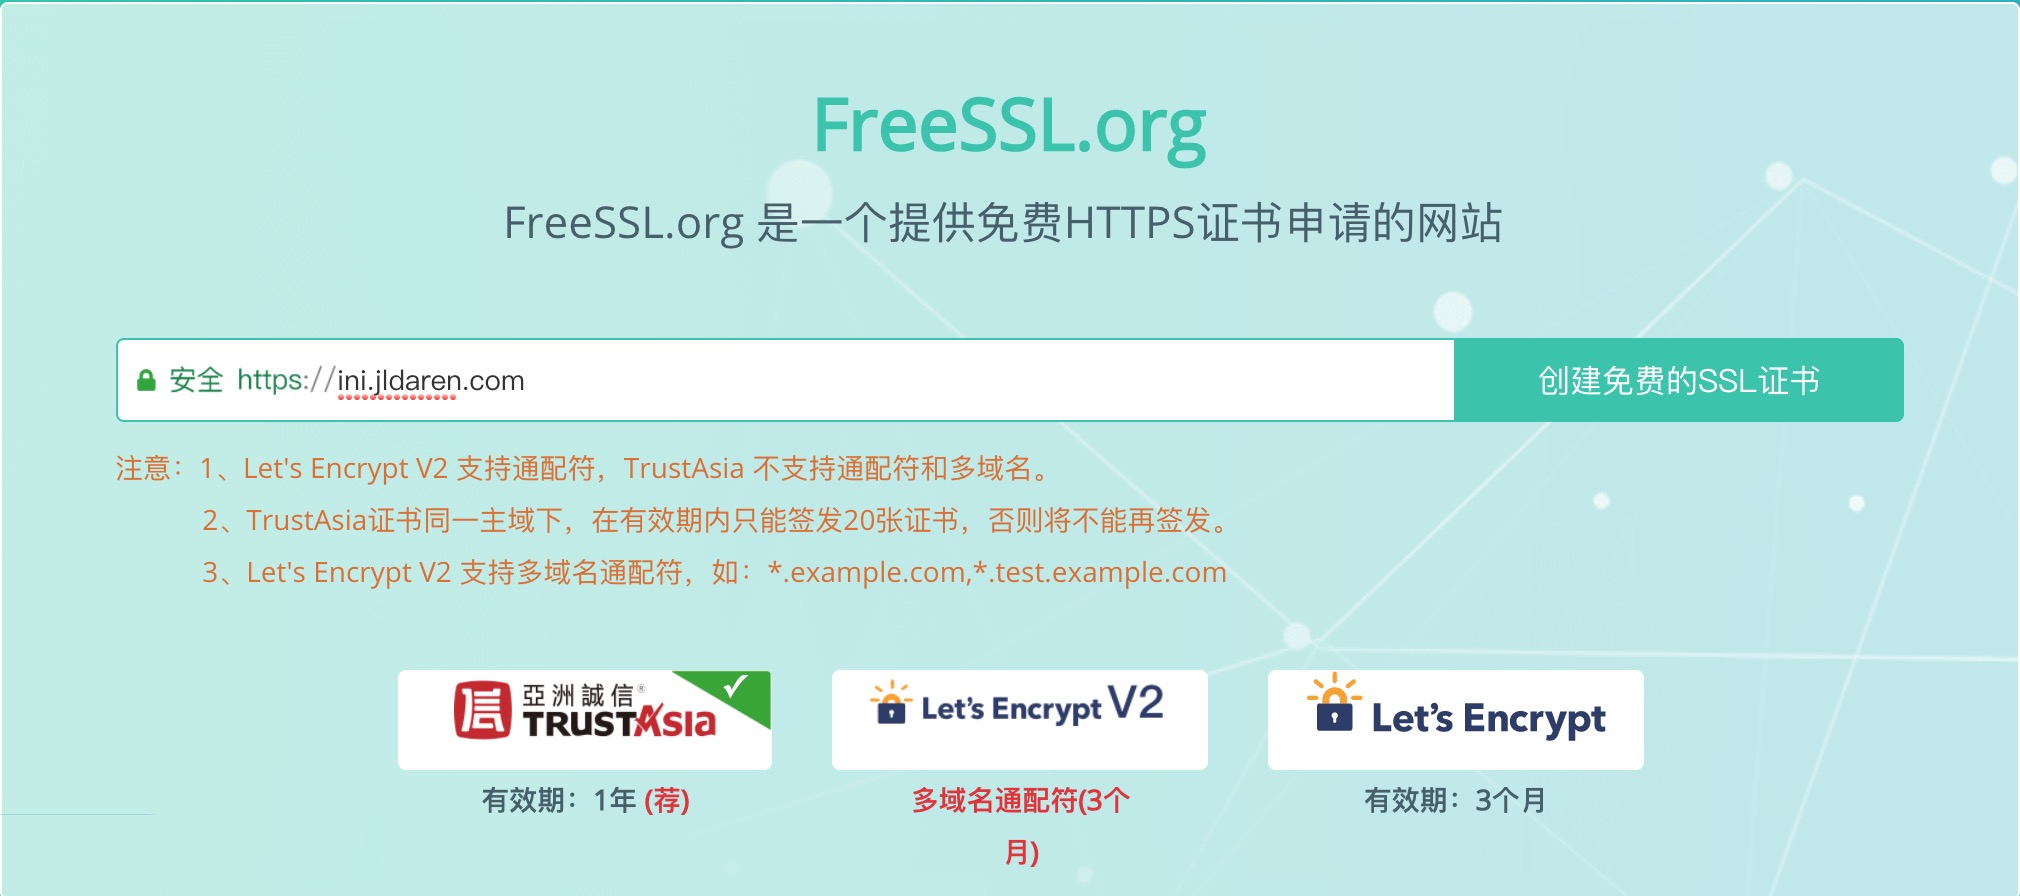 FreeSSL.org
FreeSSL.org 是一个提供免费HTTPS证书申请的网站
安全 https://ini.jldaren.com
创建免费的SSL证书
注意：1、Let's Encrypt V2 支持通配符，TrustAsia 不支持通配符和多域名。
2、TrustAsia证书同一主域下，在有效期内只能签发20张证书，否则将不能再签发。
3、Let's Encrypt V2 支持多域名通配符，如：*.example.com,*.test.example.com
亞洲誠信®
TRUSTAsia
Let's Encrypt V2
Let's Encrypt
有效期：1年 (荐)
多域名通配符(3个
月)
有效期：3个月